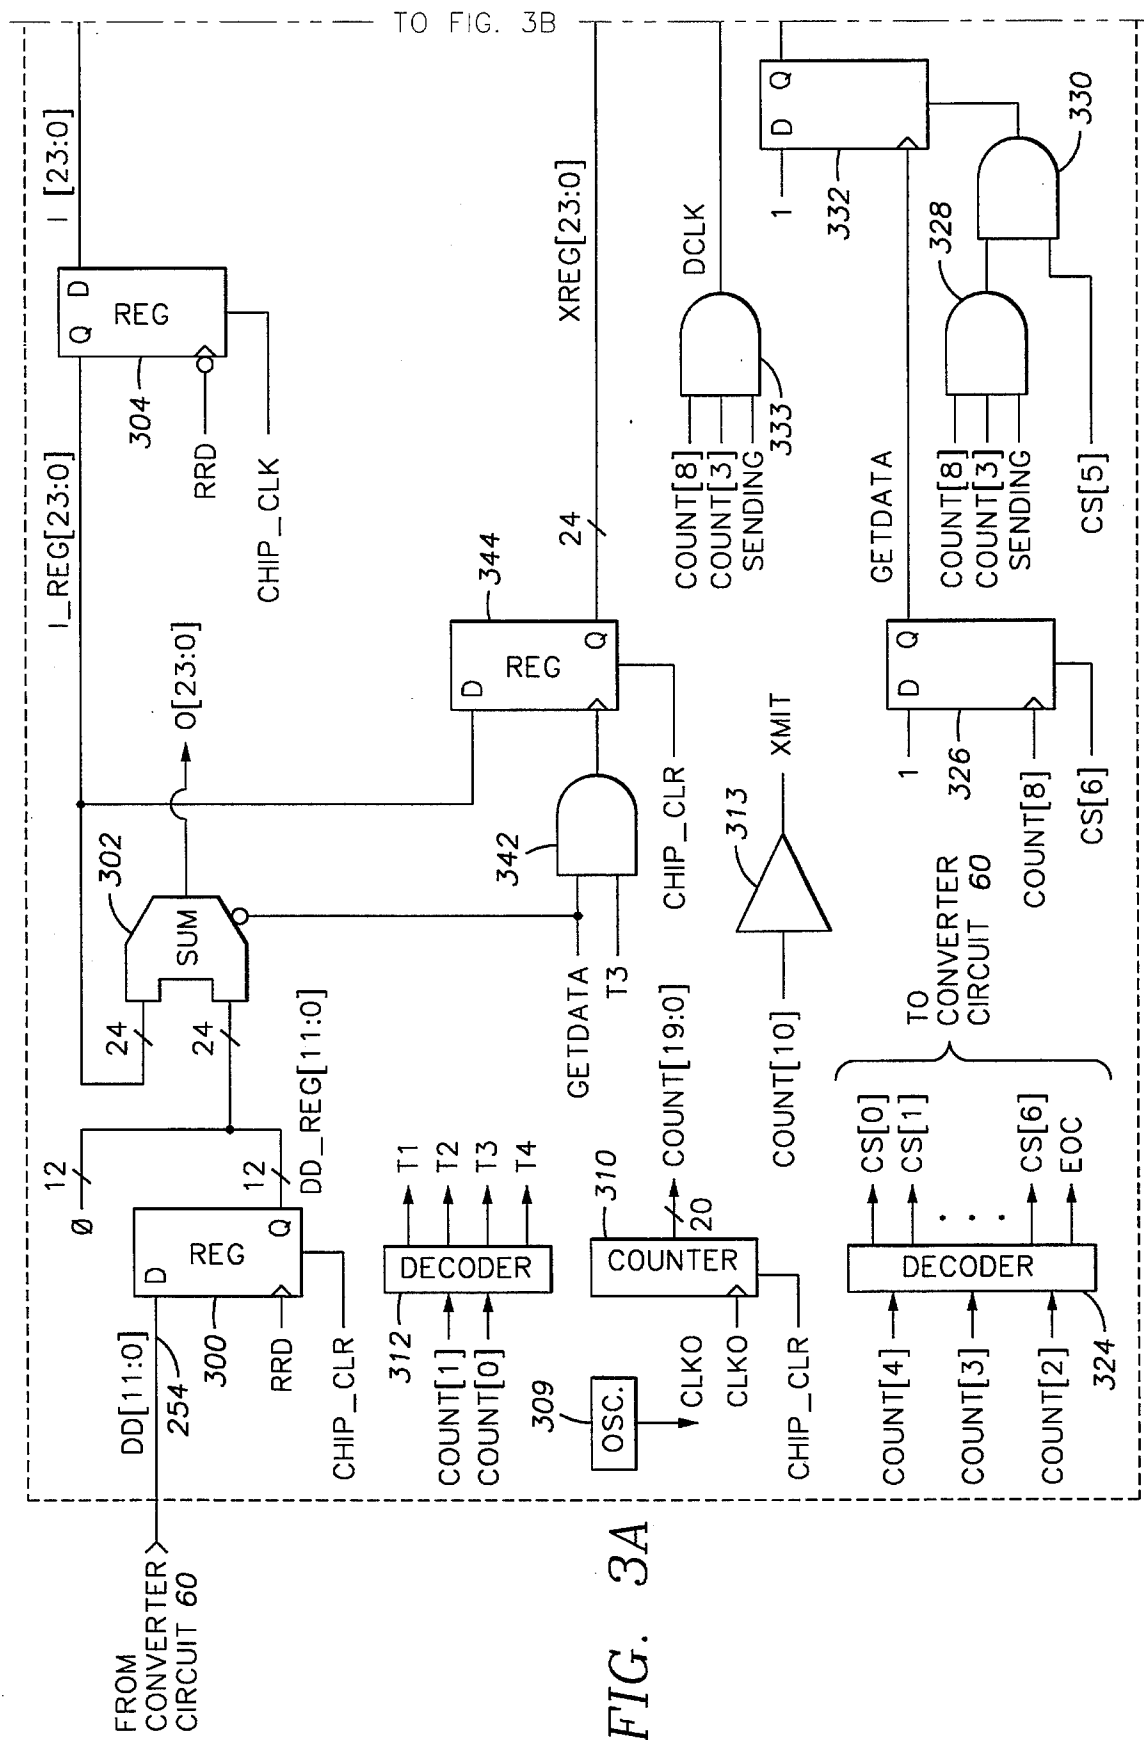 TO FIG. 3B
FROM
CONVERTER
CIRCUIT 60
DD[11:0]
254
D
REG
Q
300
RRD
CHIP_CLR
Ø
12
12
DD_REG[11:0]
24
24
SUM
302
O[23:0]
I_REG[23:0]
Q
D
REG
304
RRD
CHIP_CLK
I [23:0]
DECODER
312
COUNT[1]
COUNT[0]
T1
T2
T3
T4
GETDATA
T3
342
D
REG
Q
344
CHIP_CLR
24
XREG[23:0]
309
OSC.
CLKO
CLKO
CHIP_CLR
COUNTER
310
20
COUNT[19:0]
COUNT[10]
313
XMIT
COUNT[8]
COUNT[3]
SENDING
333
DCLK
COUNT[4]
COUNT[3]
COUNT[2]
DECODER
324
CS[0]
CS[1]
. . .
CS[6]
EOC
TO
CONVERTER
CIRCUIT 60
1
D
Q
326
COUNT[8]
CS[6]
GETDATA
COUNT[8]
COUNT[3]
SENDING
328
CS[5]
330
1
D
Q
332
FIG. 3A